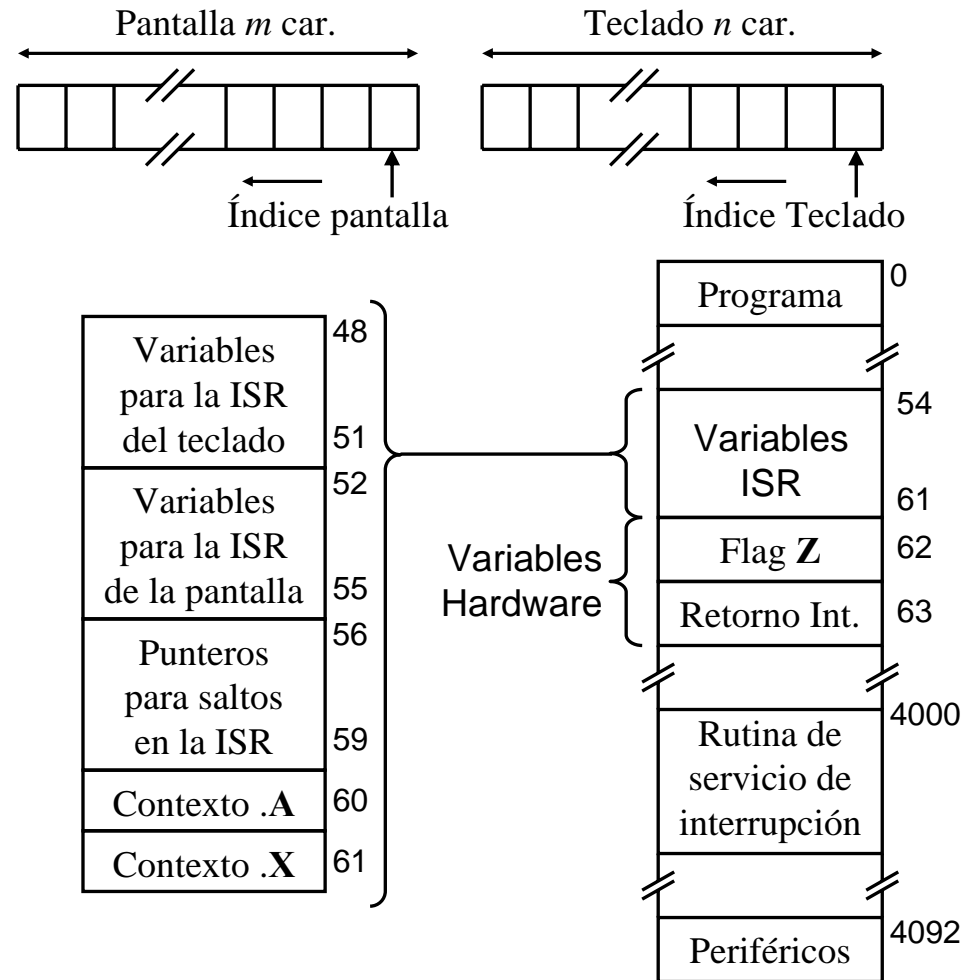 Pantalla m car.
Teclado n car.
Índice pantalla
Índice Teclado
Variables
para la ISR
del teclado
48
51
Variables
para la ISR
de la pantalla
52
55
Punteros
para saltos
en la ISR
56
59
Contexto .A
60
Contexto .X
61
Programa
0
Variables
ISR
54
61
Variables
Hardware
Flag Z
62
Retorno Int.
63
Rutina de
servicio de
interrupción
4000
Periféricos
4092